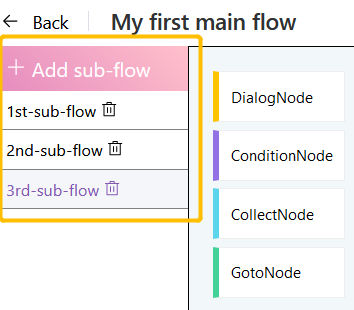 ← Back My first main flow
+ Add sub-flow
1st-sub-flow
2nd-sub-flow
3rd-sub-flow
DialogNode
ConditionNode
CollectNode
GotoNode